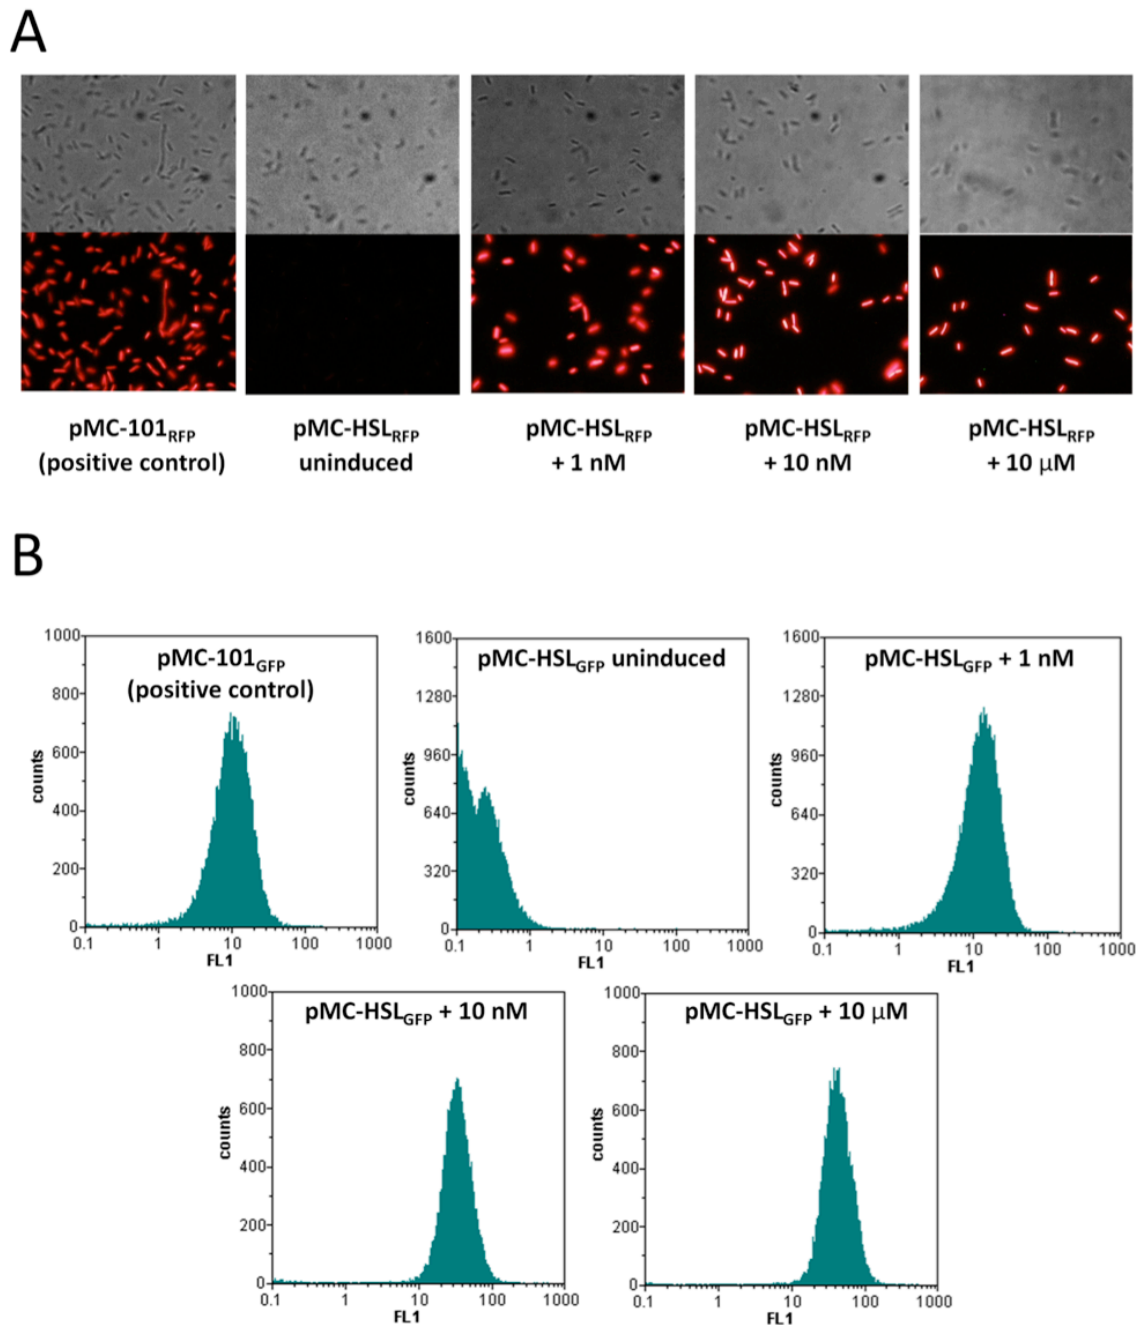 A
pMC-101RFP
(positive control)
pMC-HSLRFP
uninduced
pMC-HSLRFP
+ 1 nM
pMC-HSLRFP
+ 10 nM
pMC-HSLRFP
+ 10 μM
B
pMC-101GFP
(positive control)
1000
800
600
400
200
0
counts
0.1 1 10 100 1000
FL1
pMC-HSLGFP uninduced
1600
1280
960
640
320
0
counts
0.1 1 10 100 1000
FL1
pMC-HSLGFP + 1 nM
1600
1280
960
640
320
0
counts
0.1 1 10 100 1000
FL1
pMC-HSLGFP + 10 nM
1000
800
600
400
200
0
counts
0.1 1 10 100 1000
FL1
pMC-HSLGFP + 10 μM
1000
800
600
400
200
0
counts
0.1 1 10 100 1000
FL1